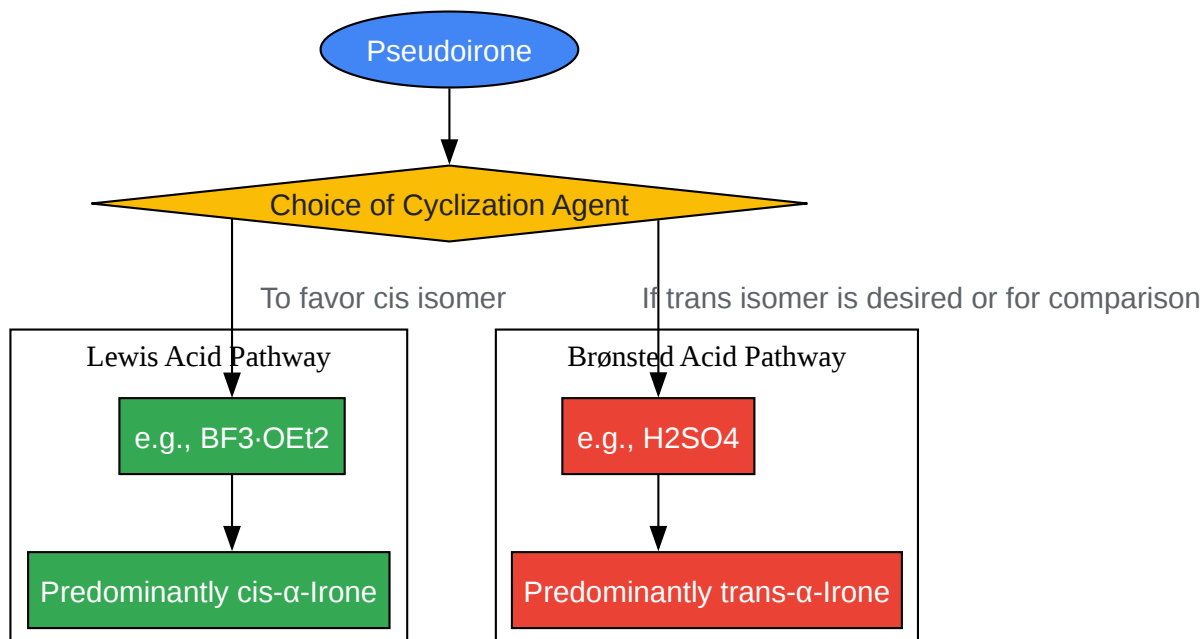 Pseudoirone
Choice of Cyclization Agent
To favor cis isomer
If trans isomer is desired or for comparison
Lewis Acid Pathway
Brønsted Acid Pathway
e.g., BF3·OEt2
e.g., H2SO4
Predominantly cis-α-Irone
Predominantly trans-α-Irone